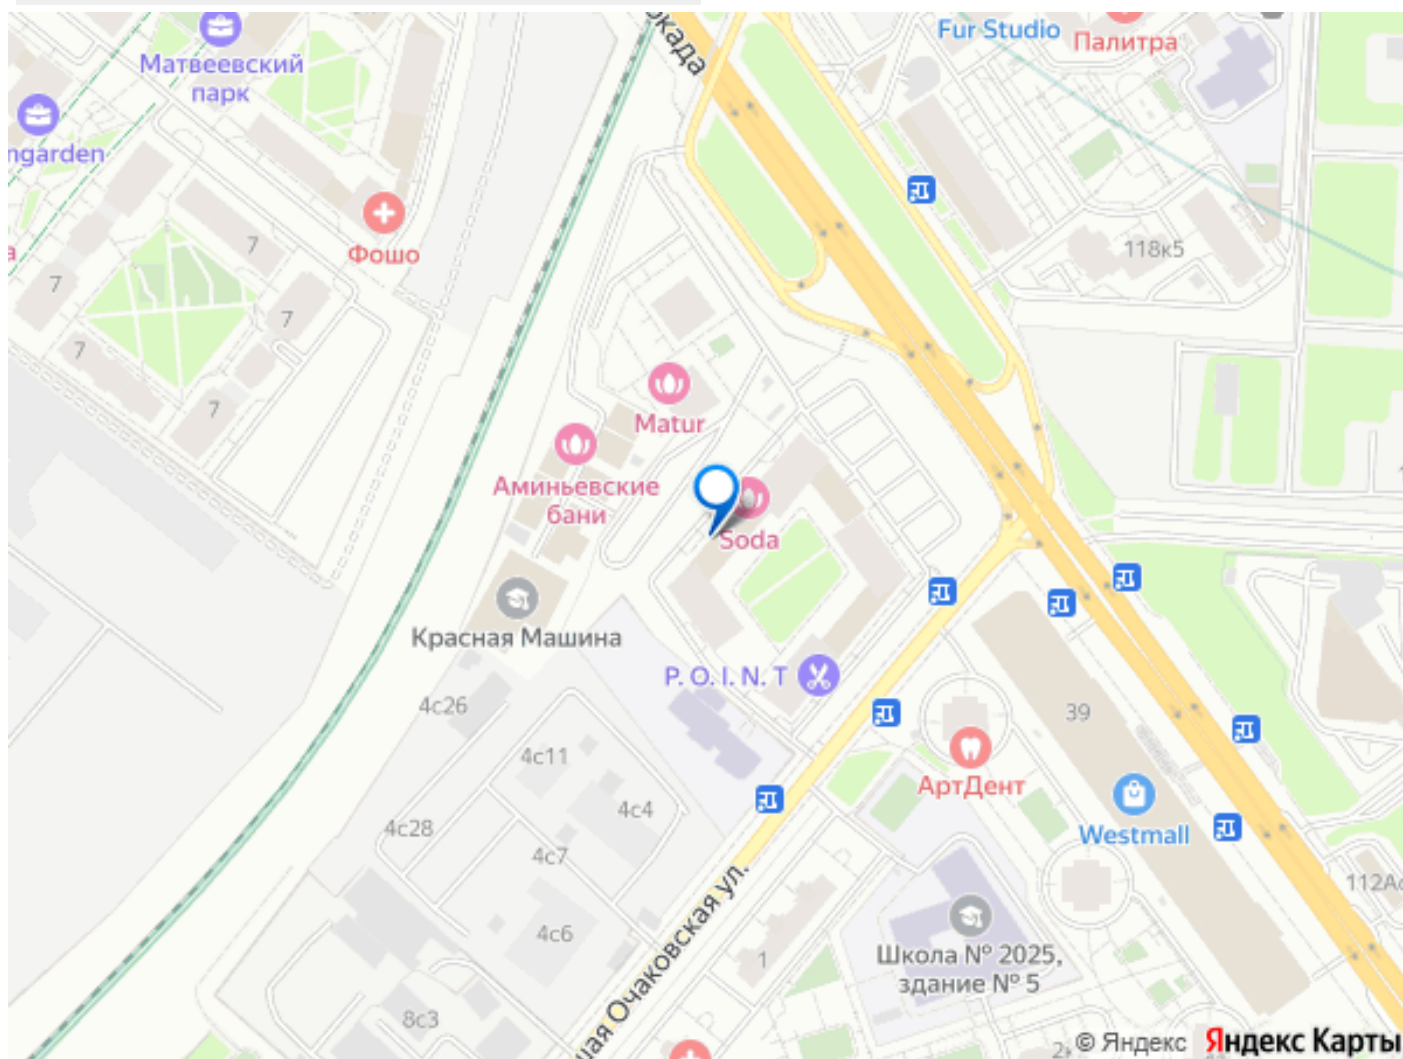 Fur Studio
Палитра
Матвеевский
парк
ngarden
Фошо
7
7
7
7
7
118к5
Matur
Аминьевские
бани
Soda
Красная Машина
P. O. I. N. T
4с26
4с11
4с4
4с28
4с7
4с6
8с3
39
АртДент
Westmall
1
Школа № 2025,
здание № 5
ая Очаковская ул.
© Яндекс Яндекс Карты